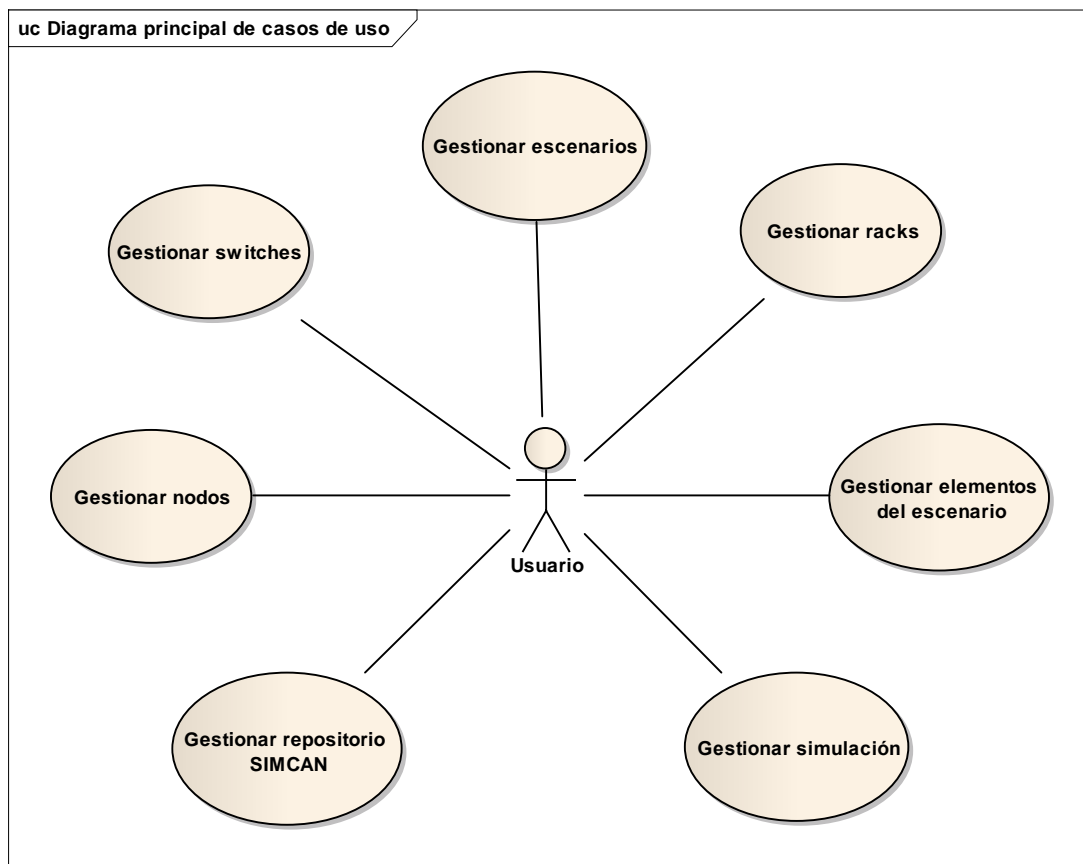 uc Diagrama principal de casos de uso
Gestionar escenarios
Gestionar racks
Gestionar switches
Gestionar nodos
Gestionar elementos
del escenario
Usuario
Gestionar repositorio
SIMCAN
Gestionar simulación